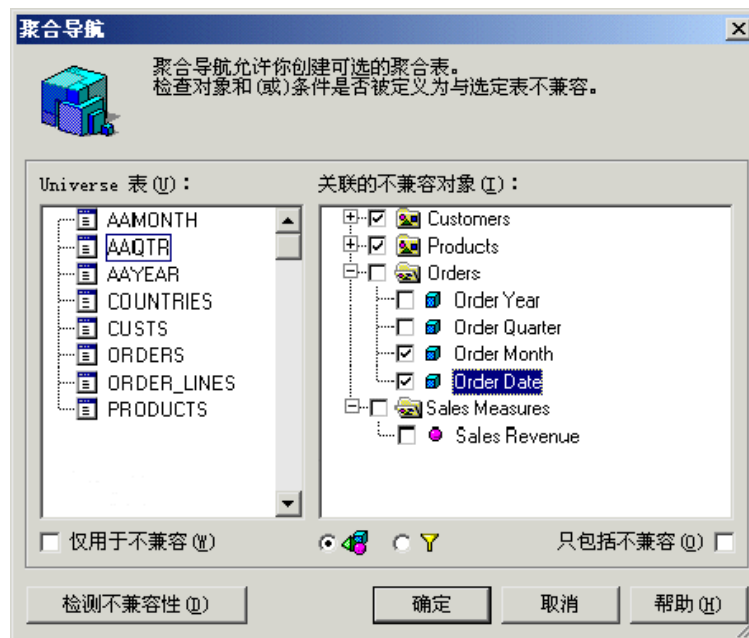 聚合导航
聚合导航允许你创建可选的聚合表。
检查对象和(或)条件是否被定义为与选定表不兼容。
Universe 表(U)：
AAMONTH
AAQTR
AAYEAR
COUNTRIES
CUSTS
ORDERS
ORDER_LINES
PRODUCTS
关联的不兼容对象(I)：
Customers
Products
Orders
Order Year
Order Quarter
Order Month
Order Date
Sales Measures
Sales Revenue
仅用于不兼容(W)
只包括不兼容(O)
检测不兼容性(D)
确定
取消
帮助(H)